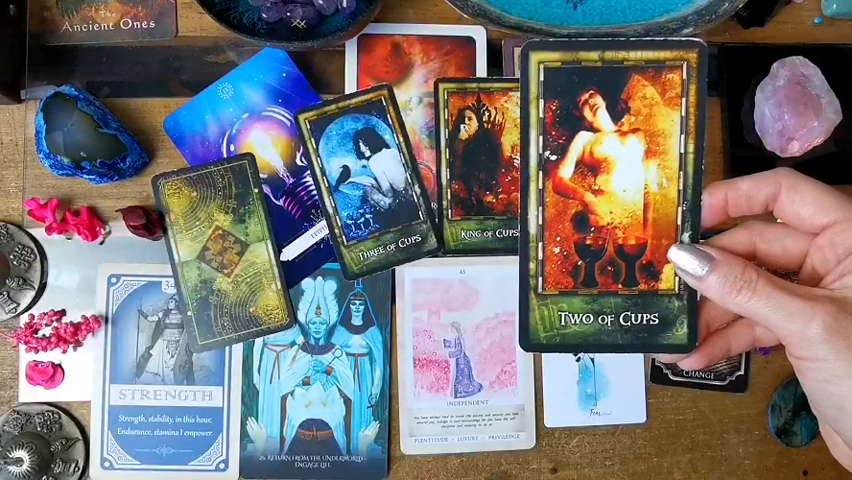 The
Ancient Ones
THREE OF CUPS
KING OF CUPS
TWO OF CUPS
STRENGTH
Strength, stability in this hour.
Endurance, stamina I empower.
26 RETURN FROM THE UNDERWORLD -
ENGAGE LIFE
45
INDEPENDENT
PLENTITUDE • LUXURY • PRIVILEGE
CHANGE